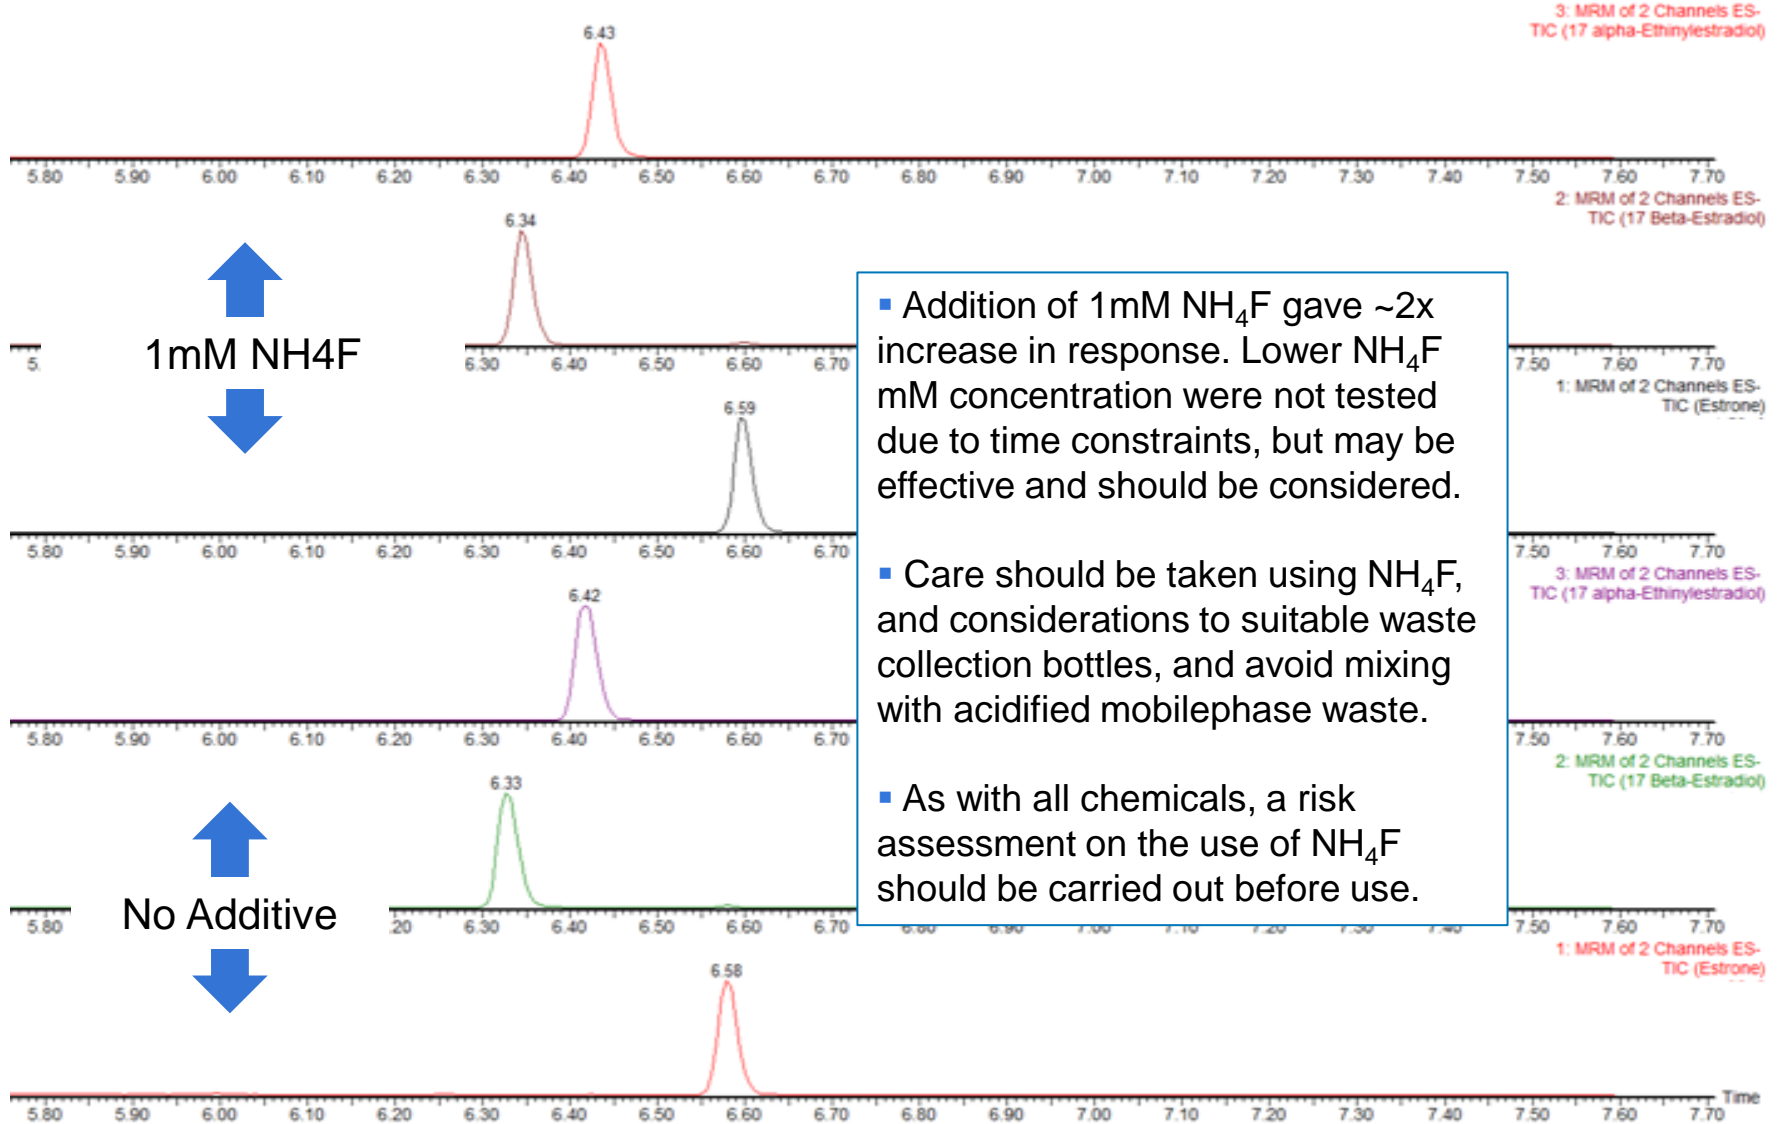 3: MRM of 2 Channels ES-
TIC (17 alpha-Ethinylestradiol)
6.43
5.80 5.90 6.00 6.10 6.20 6.30 6.40 6.50 6.60 6.70 6.80 6.90 7.00 7.10 7.20 7.30 7.40 7.50 7.60 7.70
2: MRM of 2 Channels ES-
TIC (17 Beta-Estradiol)
6.34
1mM NH4F
5. 6.30 6.40 6.50 6.60 6.70 7.50 7.60 7.70
1: MRM of 2 Channels ES-
TIC (Estrone)
6.59
5.80 5.90 6.00 6.10 6.20 6.30 6.40 6.50 6.60 6.70 7.50 7.60 7.70
3: MRM of 2 Channels ES-
TIC (17 alpha-Ethinylestradiol)
6.42
5.80 5.90 6.00 6.10 6.20 6.30 6.40 6.50 6.60 6.70 7.50 7.60 7.70
2: MRM of 2 Channels ES-
TIC (17 Beta-Estradiol)
6.33
No Additive
5.80 20 6.30 6.40 6.50 6.60 6.70 6.80 6.90 7.00 7.10 7.20 7.30 7.40 7.50 7.60 7.70
1: MRM of 2 Channels ES-
TIC (Estrone)
6.58
Time
5.80 5.90 6.00 6.10 6.20 6.30 6.40 6.50 6.60 6.70 6.80 6.90 7.00 7.10 7.20 7.30 7.40 7.50 7.60 7.70
▪ Addition of 1mM NH₄F gave ~2x
increase in response. Lower NH₄F
mM concentration were not tested
due to time constraints, but may be
effective and should be considered.
▪ Care should be taken using NH₄F,
and considerations to suitable waste
collection bottles, and avoid mixing
with acidified mobilephase waste.
▪ As with all chemicals, a risk
assessment on the use of NH₄F
should be carried out before use.